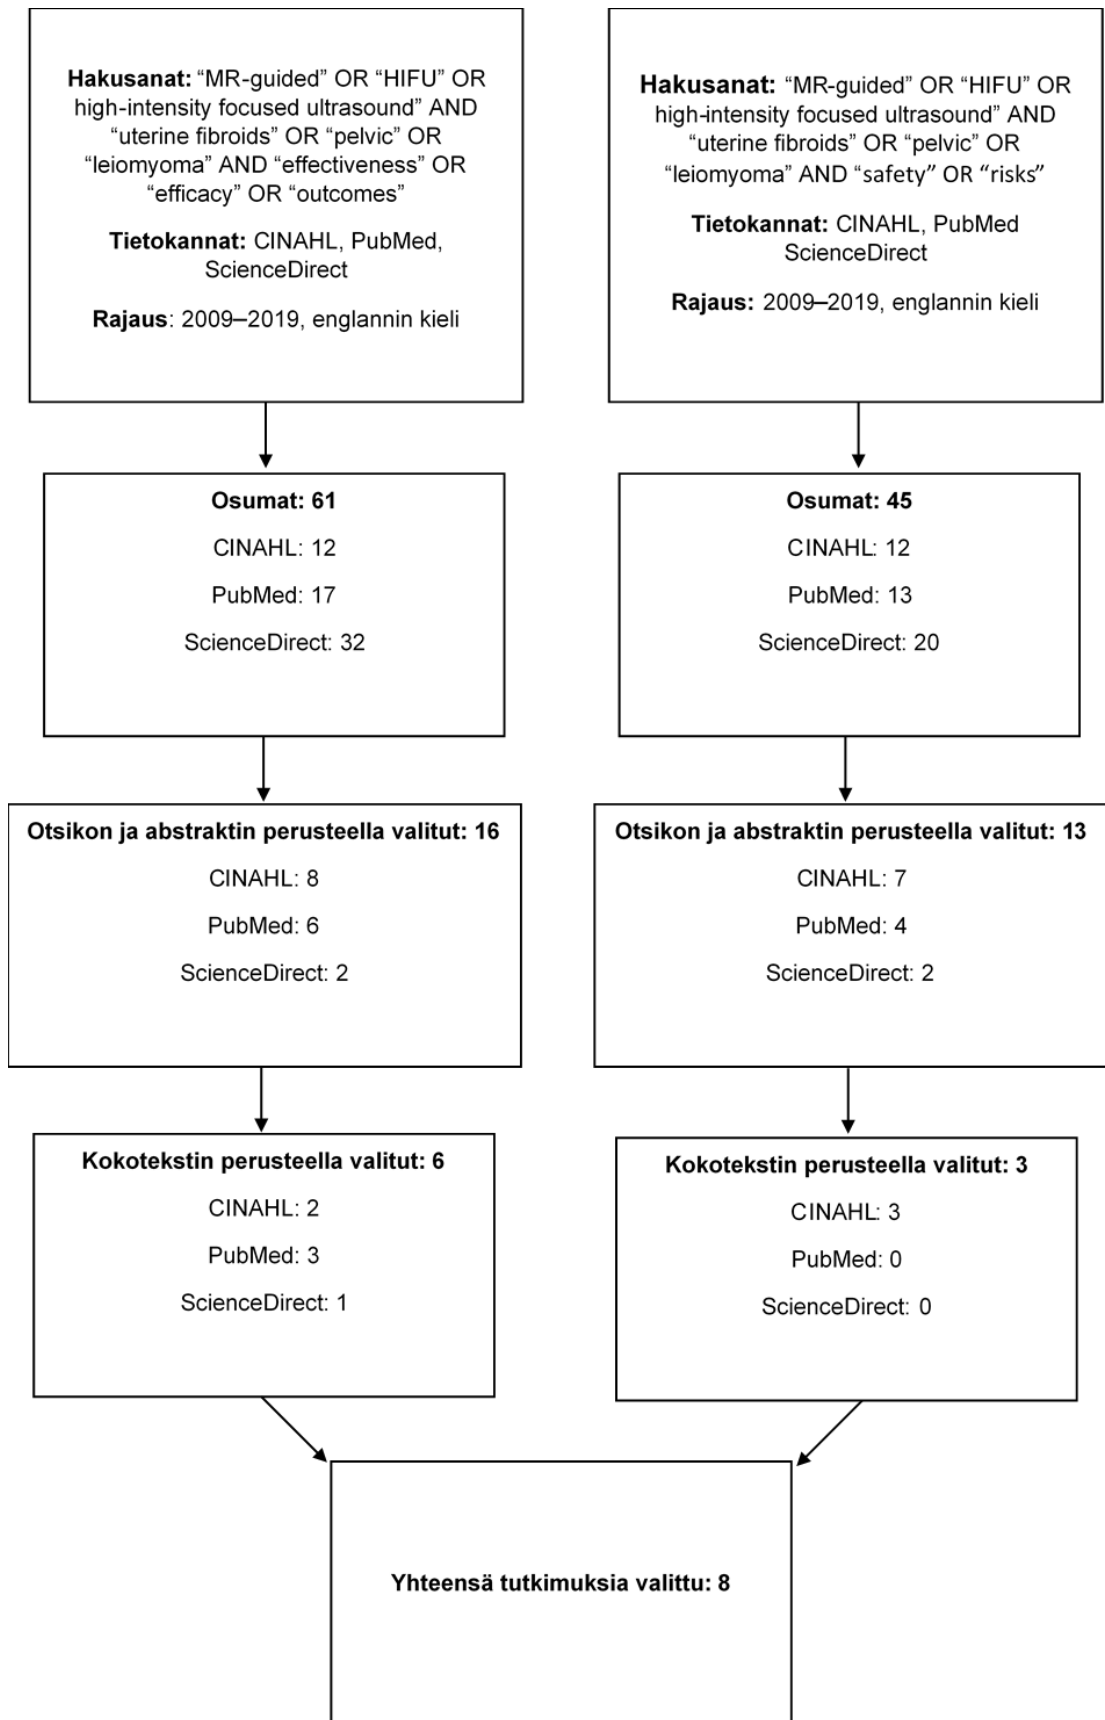 Hakusanat: “MR-guided” OR “HIFU” OR
high-intensity focused ultrasound” AND
“uterine fibroids” OR “pelvic” OR
“leiomyoma” AND “effectiveness” OR
“efficacy” OR “outcomes”
Tietokannat: CINAHL, PubMed,
ScienceDirect
Rajaus: 2009–2019, englannin kieli
Hakusanat: “MR-guided” OR “HIFU” OR
high-intensity focused ultrasound” AND
“uterine fibroids” OR “pelvic” OR
“leiomyoma” AND “safety” OR “risks”
Tietokannat: CINAHL, PubMed
ScienceDirect
Rajaus: 2009–2019, englannin kieli
Osumat: 61
CINAHL: 12
PubMed: 17
ScienceDirect: 32
Osumat: 45
CINAHL: 12
PubMed: 13
ScienceDirect: 20
Otsikon ja abstraktin perusteella valitut: 16
CINAHL: 8
PubMed: 6
ScienceDirect: 2
Otsikon ja abstraktin perusteella valitut: 13
CINAHL: 7
PubMed: 4
ScienceDirect: 2
Kokotekstin perusteella valitut: 6
CINAHL: 2
PubMed: 3
ScienceDirect: 1
Kokotekstin perusteella valitut: 3
CINAHL: 3
PubMed: 0
ScienceDirect: 0
Yhteensä tutkimuksia valittu: 8